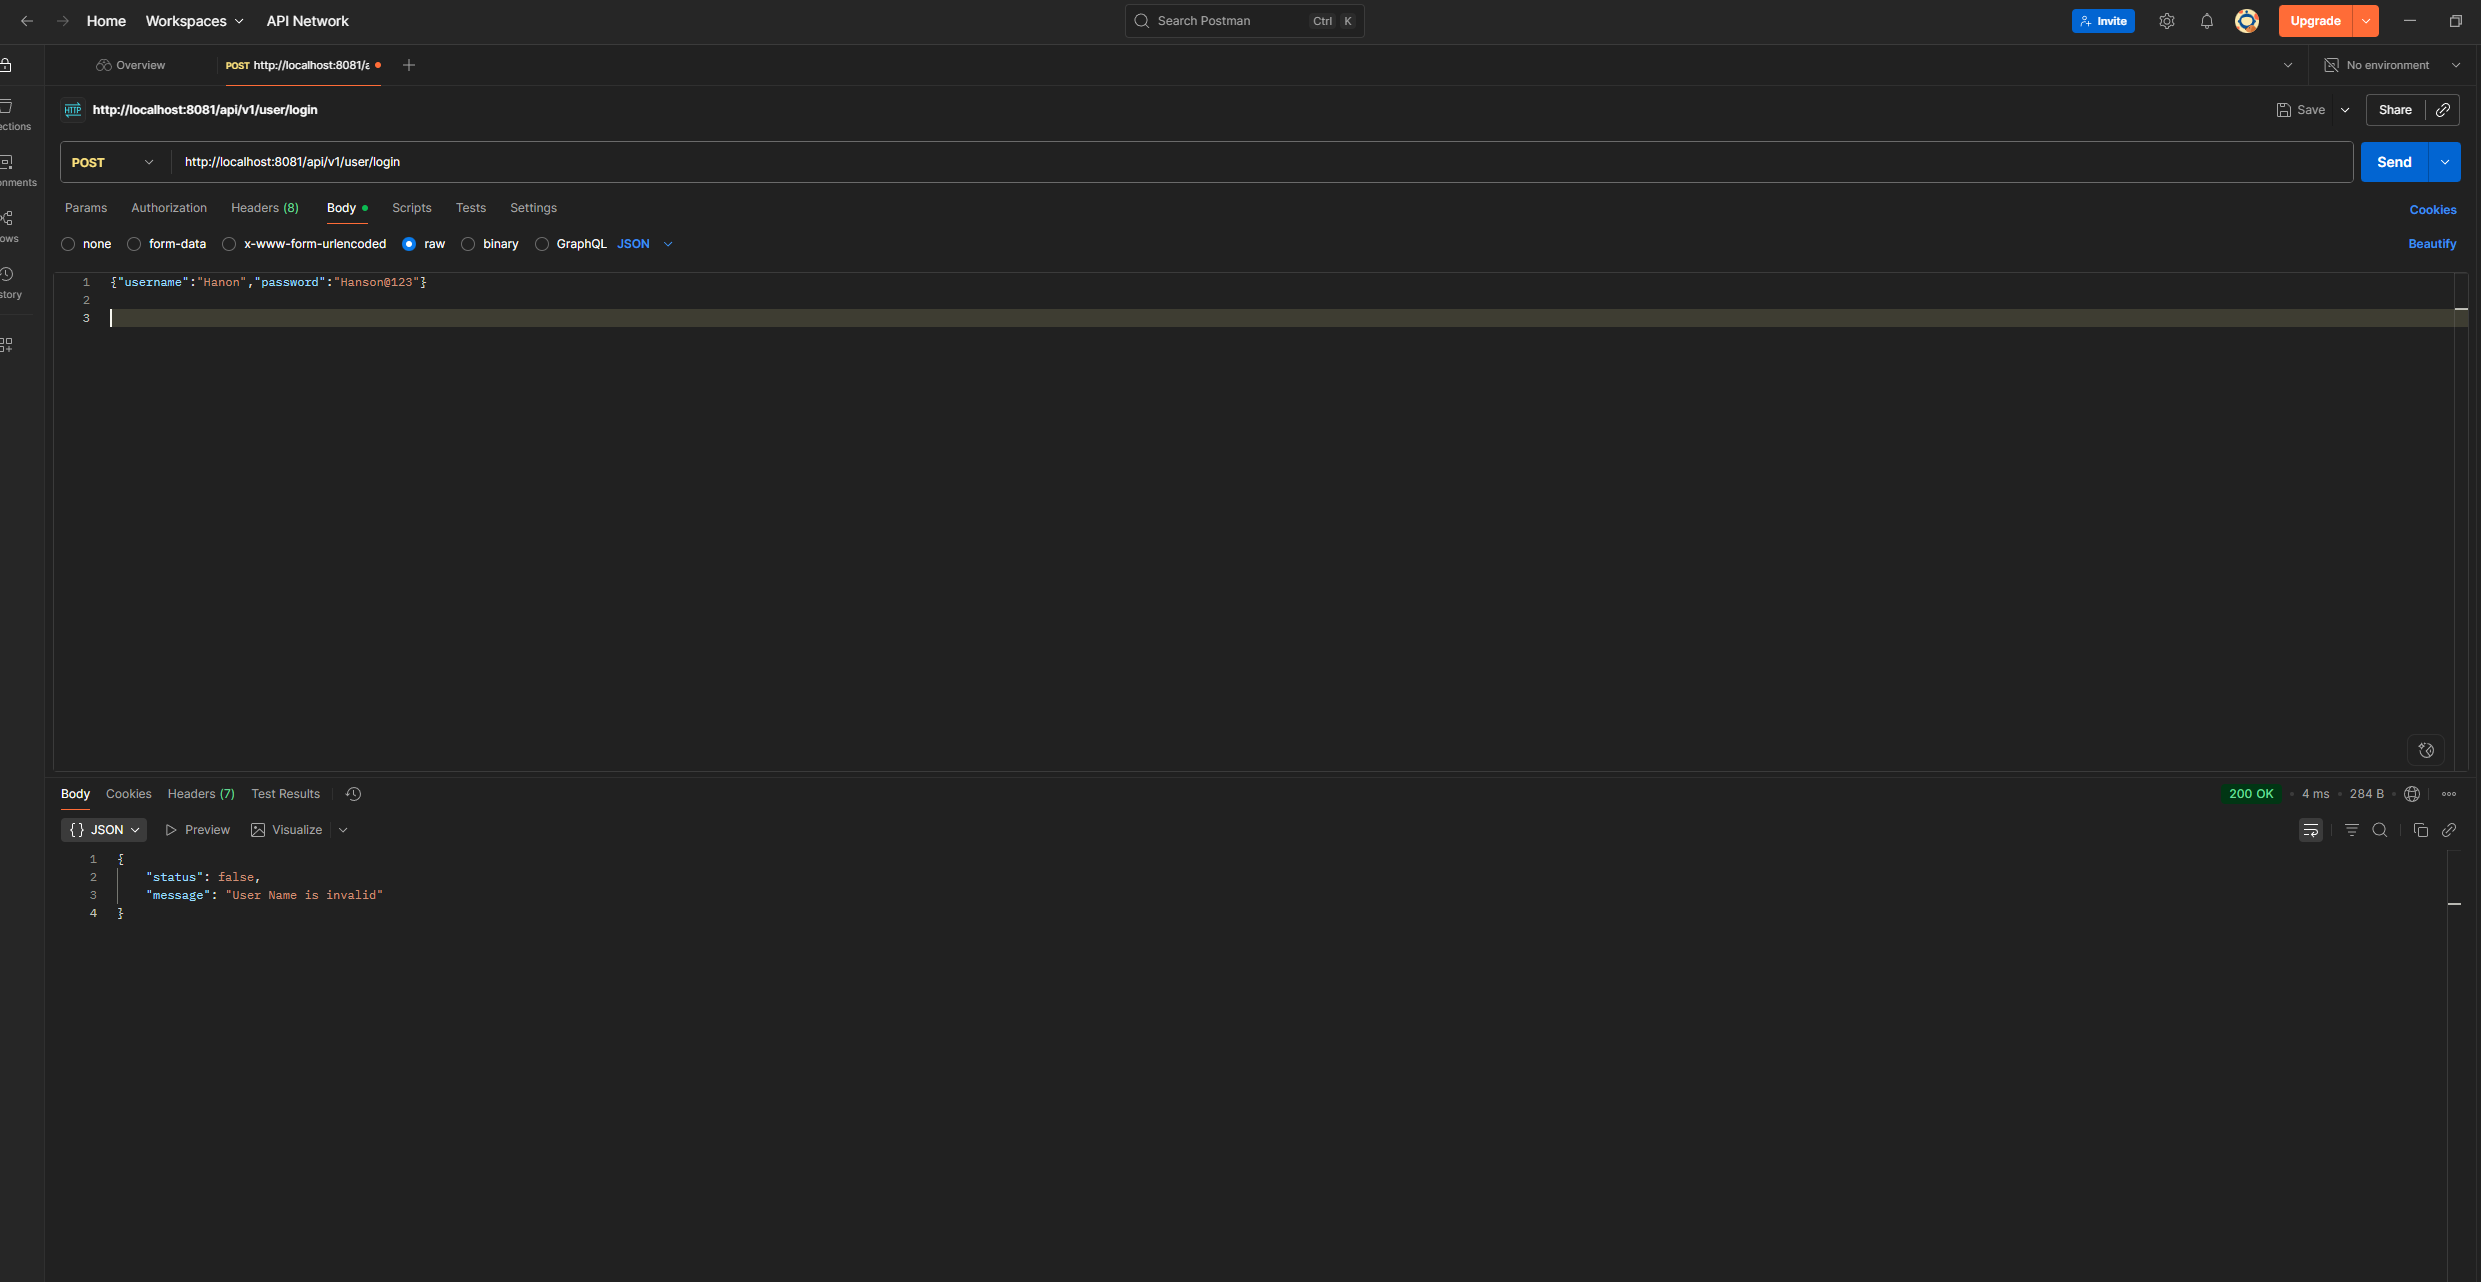 Home Workspaces API Network Search Postman Ctrl K Invite Upgrade
Overview POST http://localhost:8081/a No environment
HTTP http://localhost:8081/api/v1/user/login Save Share
POST http://localhost:8081/api/v1/user/login Send
Params Authorization Headers (8) Body Scripts Tests Settings Cookies
none form-data x-www-form-urlencoded raw binary GraphQL JSON Beautify
ections
onments
ows
story
1 {"username":"Hanon","password":"Hanson@123"}
2
3
Body Cookies Headers (7) Test Results 200 OK • 4 ms • 284 B •
{} JSON Preview Visualize
1 {
2 "status": false,
3 "message": "User Name is invalid"
4 }